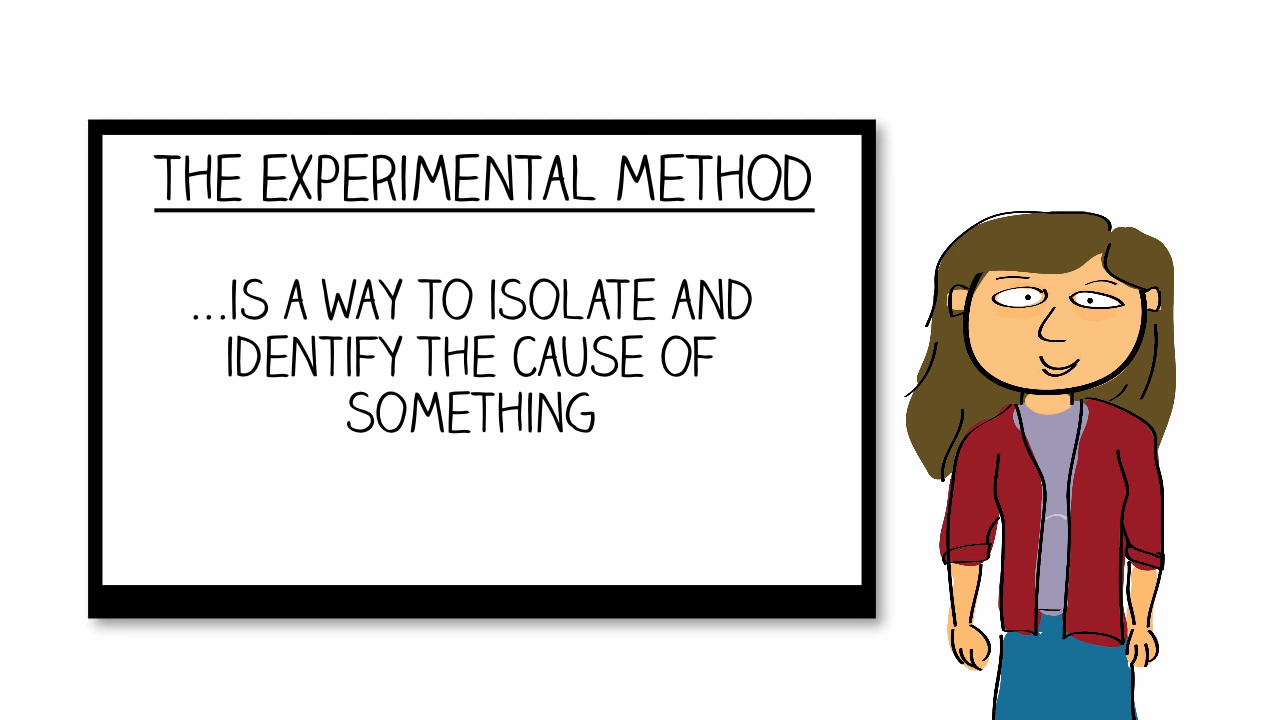 THE EXPERIMENTAL METHOD
...IS A WAY TO ISOLATE AND
IDENTIFY THE CAUSE OF
SOMETHING